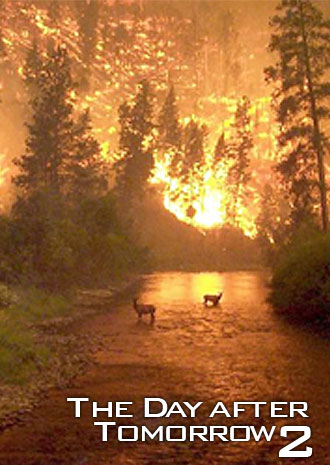 The Day after
Tomorrow 2